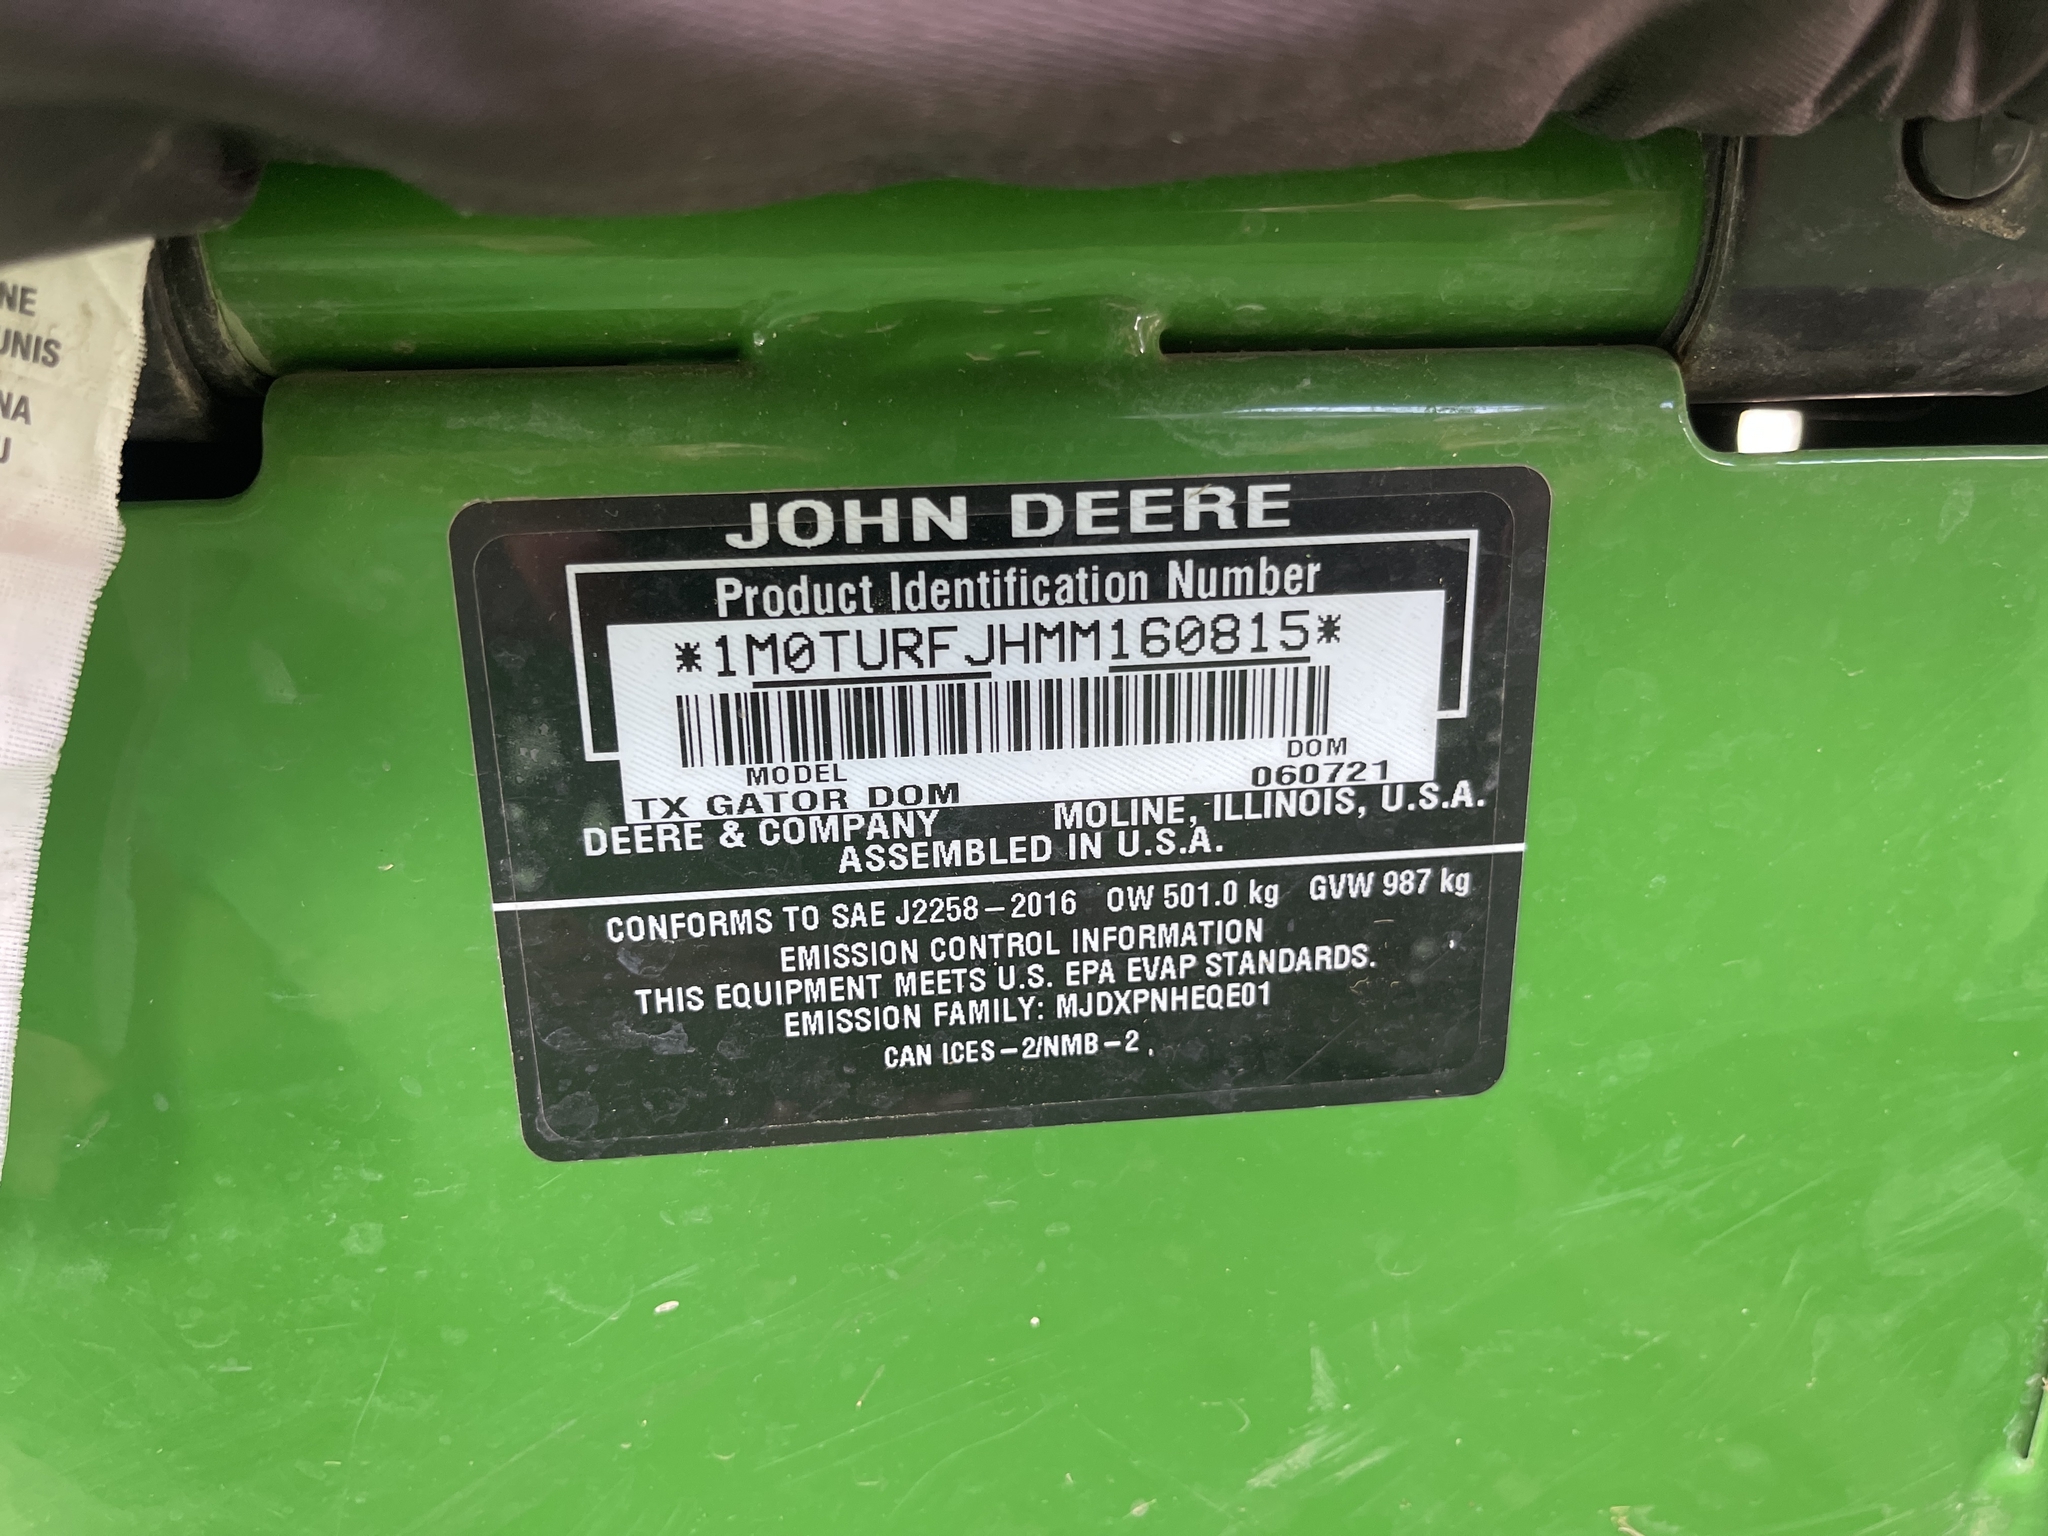 NE
UNIS
NA
U
JOHN DEERE
Product Identification Number
*1M0TURFJHMM160815*
MODEL
DOM
TX GATOR DOM
060721
DEERE & COMPANY MOLINE, ILLINOIS, U.S.A.
ASSEMBLED IN U.S.A.
CONFORMS TO SAE J2258-2016 OW 501.0 kg GVW 987 kg
EMISSION CONTROL INFORMATION
THIS EQUIPMENT MEETS U.S. EPA EVAP STANDARDS.
EMISSION FAMILY: MJDXPNHEQE01
CAN ICES-2/NMB-2